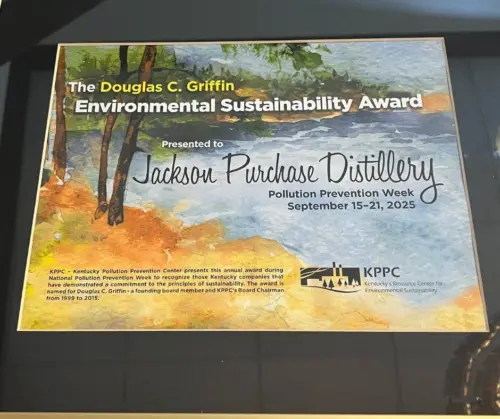 The Douglas C. Griffin
Environmental Sustainability Award
Presented to
Jackson Purchase Distillery
Pollution Prevention Week
September 15-21, 2025
KPPC - Kentucky Pollution Prevention Center presents this annual award during
National Pollution Prevention Week to recognize those Kentucky companies that
have demonstrated a commitment to the principles of sustainability. The award is
named for Douglas C. Griffin - a founding board member and KPPC's Board Chairman
from 1999 to 2015.
KPPC
Kentucky's Resource Center for
Environmental Sustainability